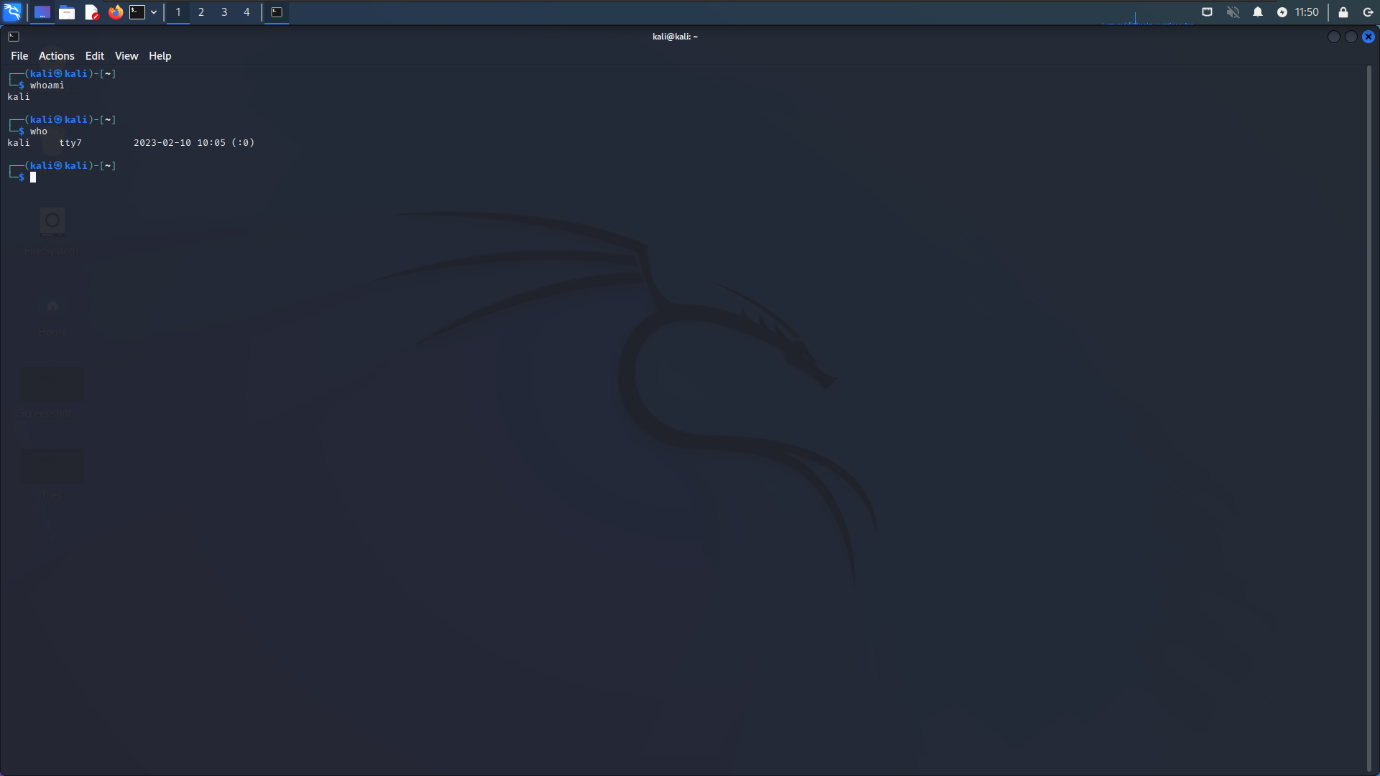 1 2 3 4 11:50
kali@kali: ~
File Actions Edit View Help
┌──(kali㉿kali)-[~]
└─$ whoami
kali
┌──(kali㉿kali)-[~]
└─$ who
kali     tty7         2023-02-10 10:05 (:0)
┌──(kali㉿kali)-[~]
└─$
Home